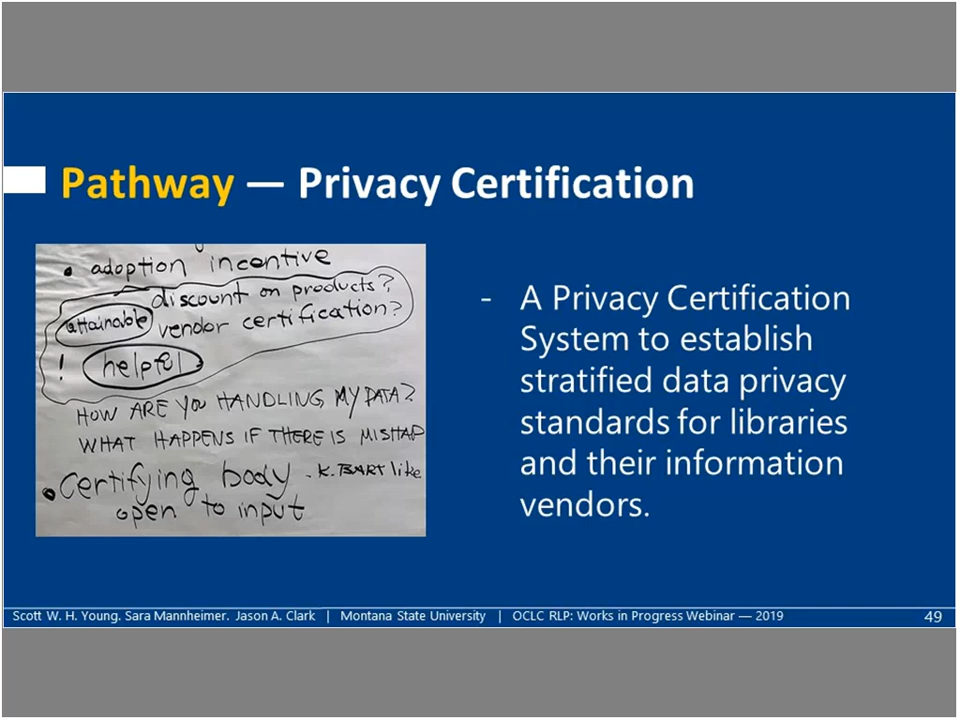 Pathway — Privacy Certification
• adoption incentive
discount on products?
attainable vendor certification?
! helpful
HOW ARE YOU HANDLING MY DATA?
WHAT HAPPENS IF THERE IS MISHAP
• Certifying body - K.BART like
open to input
- A Privacy Certification
System to establish
stratified data privacy
standards for libraries
and their information
vendors.
Scott W. H. Young. Sara Mannheimer. Jason A. Clark | Montana State University | OCLC RLP: Works in Progress Webinar — 2019
49